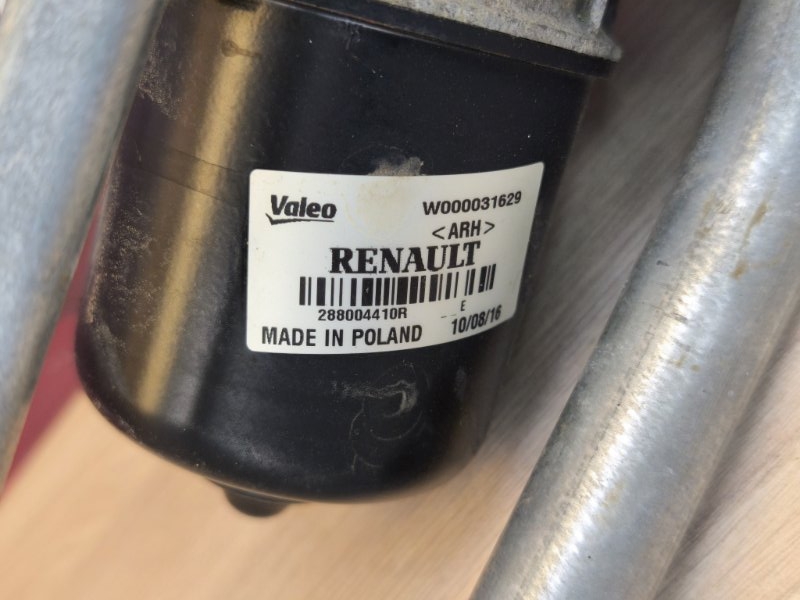 Valeo W000031629
<ARH>
RENAULT
288004410R E
MADE IN POLAND 10/08/16